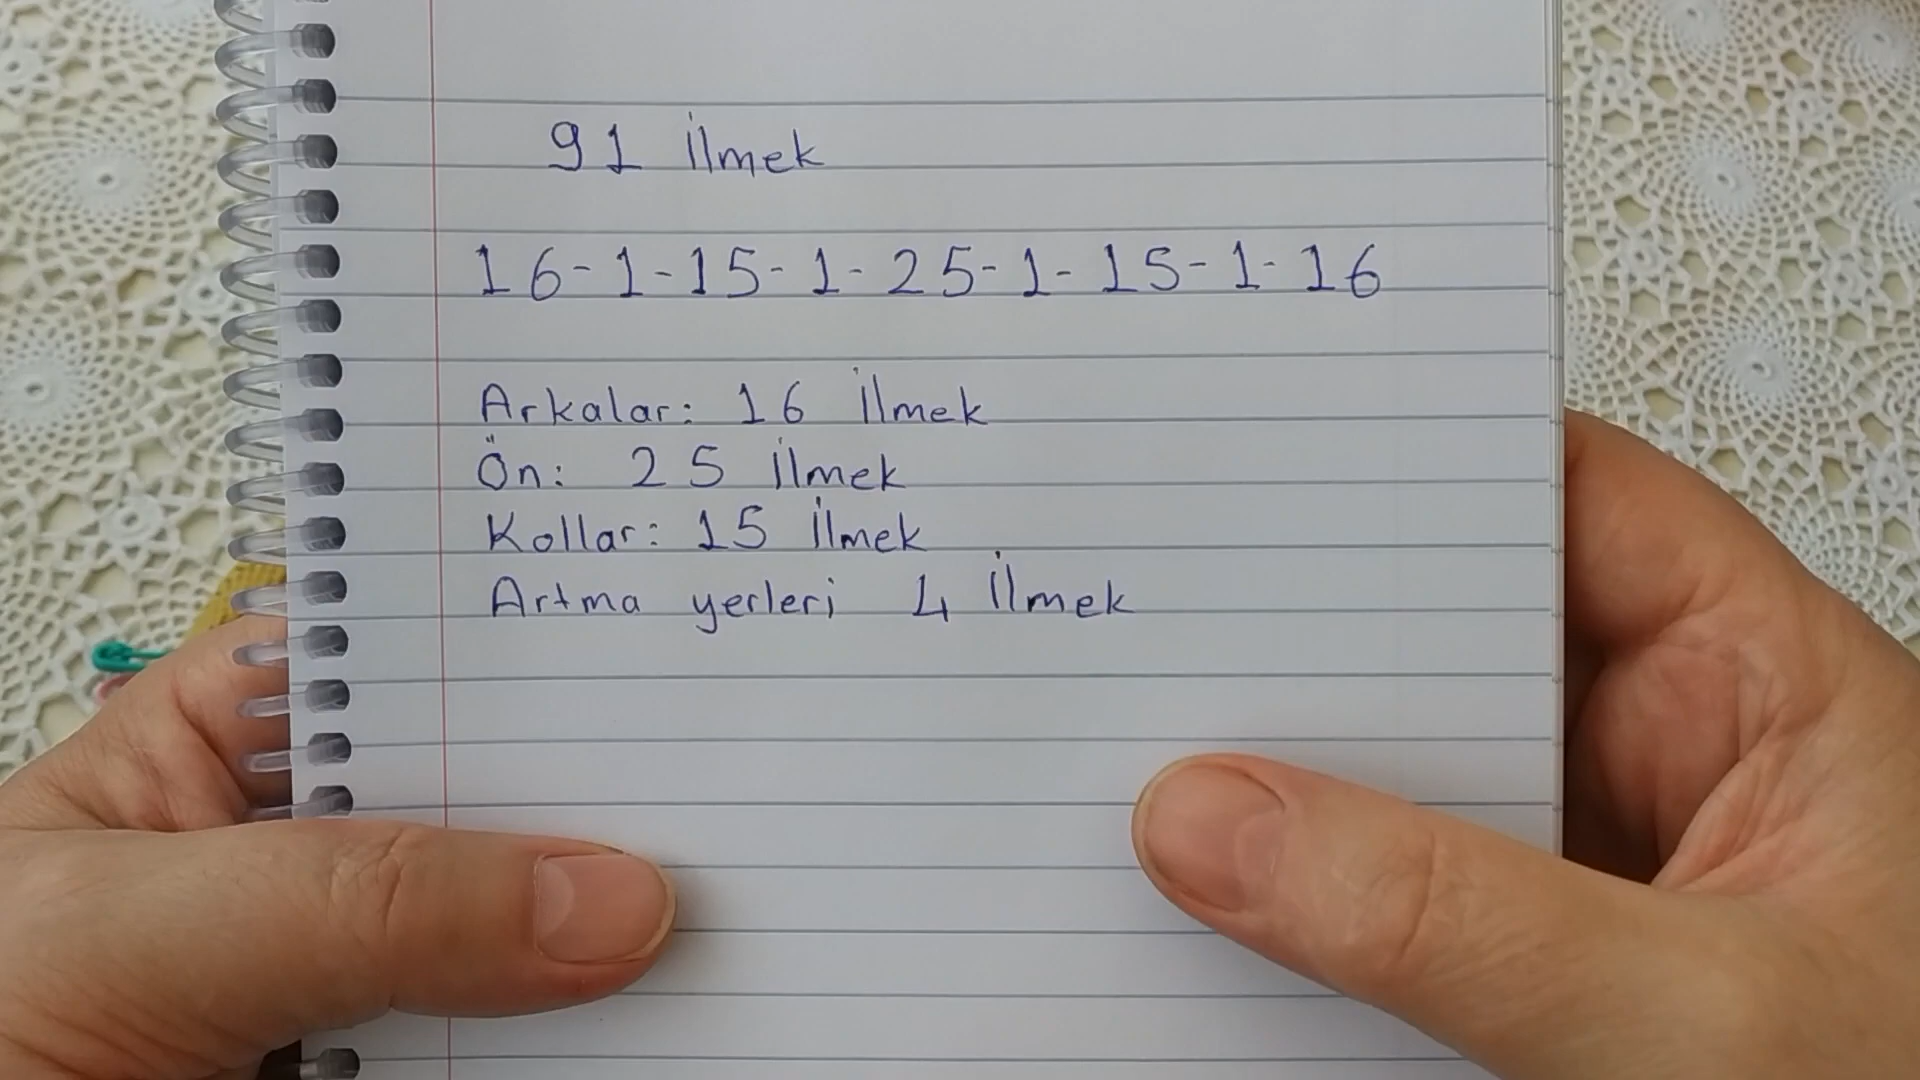 91 İlmek
16-1-15-1-25-1-15-1-16
Arkalar: 16 İlmek
Ön: 25 İlmek
Kollar: 15 İlmek
Artma yerleri 4 İlmek